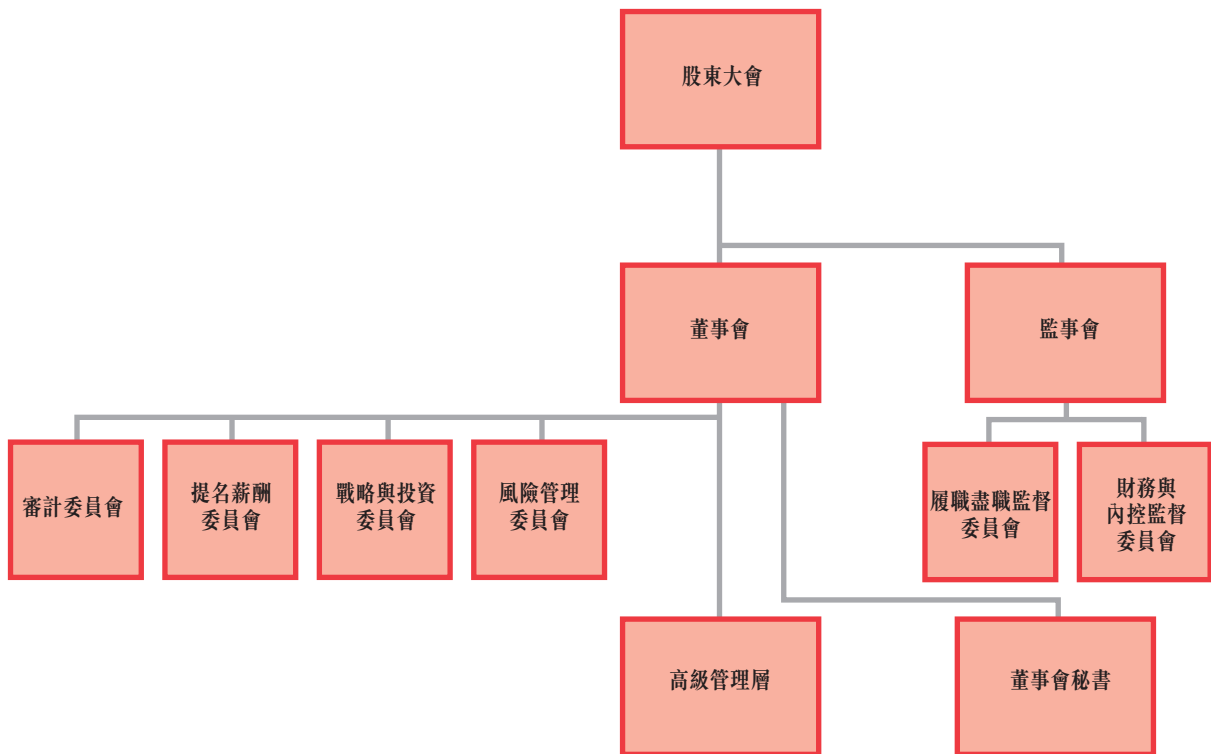 股東大會
董事會
監事會
審計委員會
提名薪酬
委員會
戰略與投資
委員會
風險管理
委員會
履職盡職監督
委員會
財務與
內控監督
委員會
高級管理層
董事會秘書